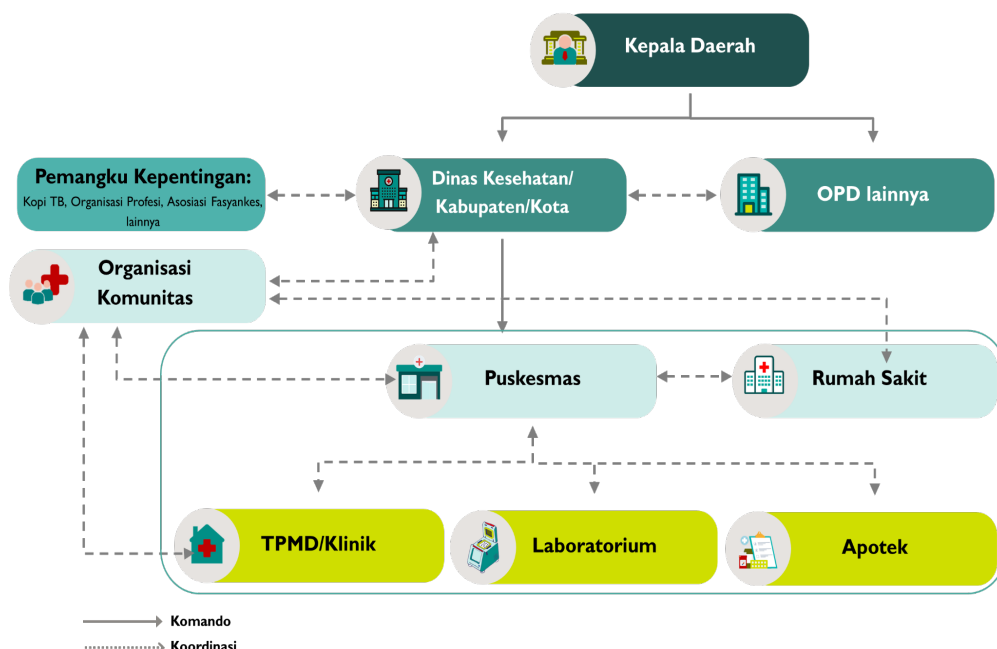 Kepala Daerah
Pemangku Kepentingan:
Kopi TB, Organisasi Profesi, Asosiasi Fasyankes,
lainnya
Dinas Kesehatan/
Kabupaten/Kota
OPD lainnya
Organisasi
Komunitas
Puskesmas
Rumah Sakit
TPMD/Klinik
Laboratorium
Apotek
Komando
Koordinasi